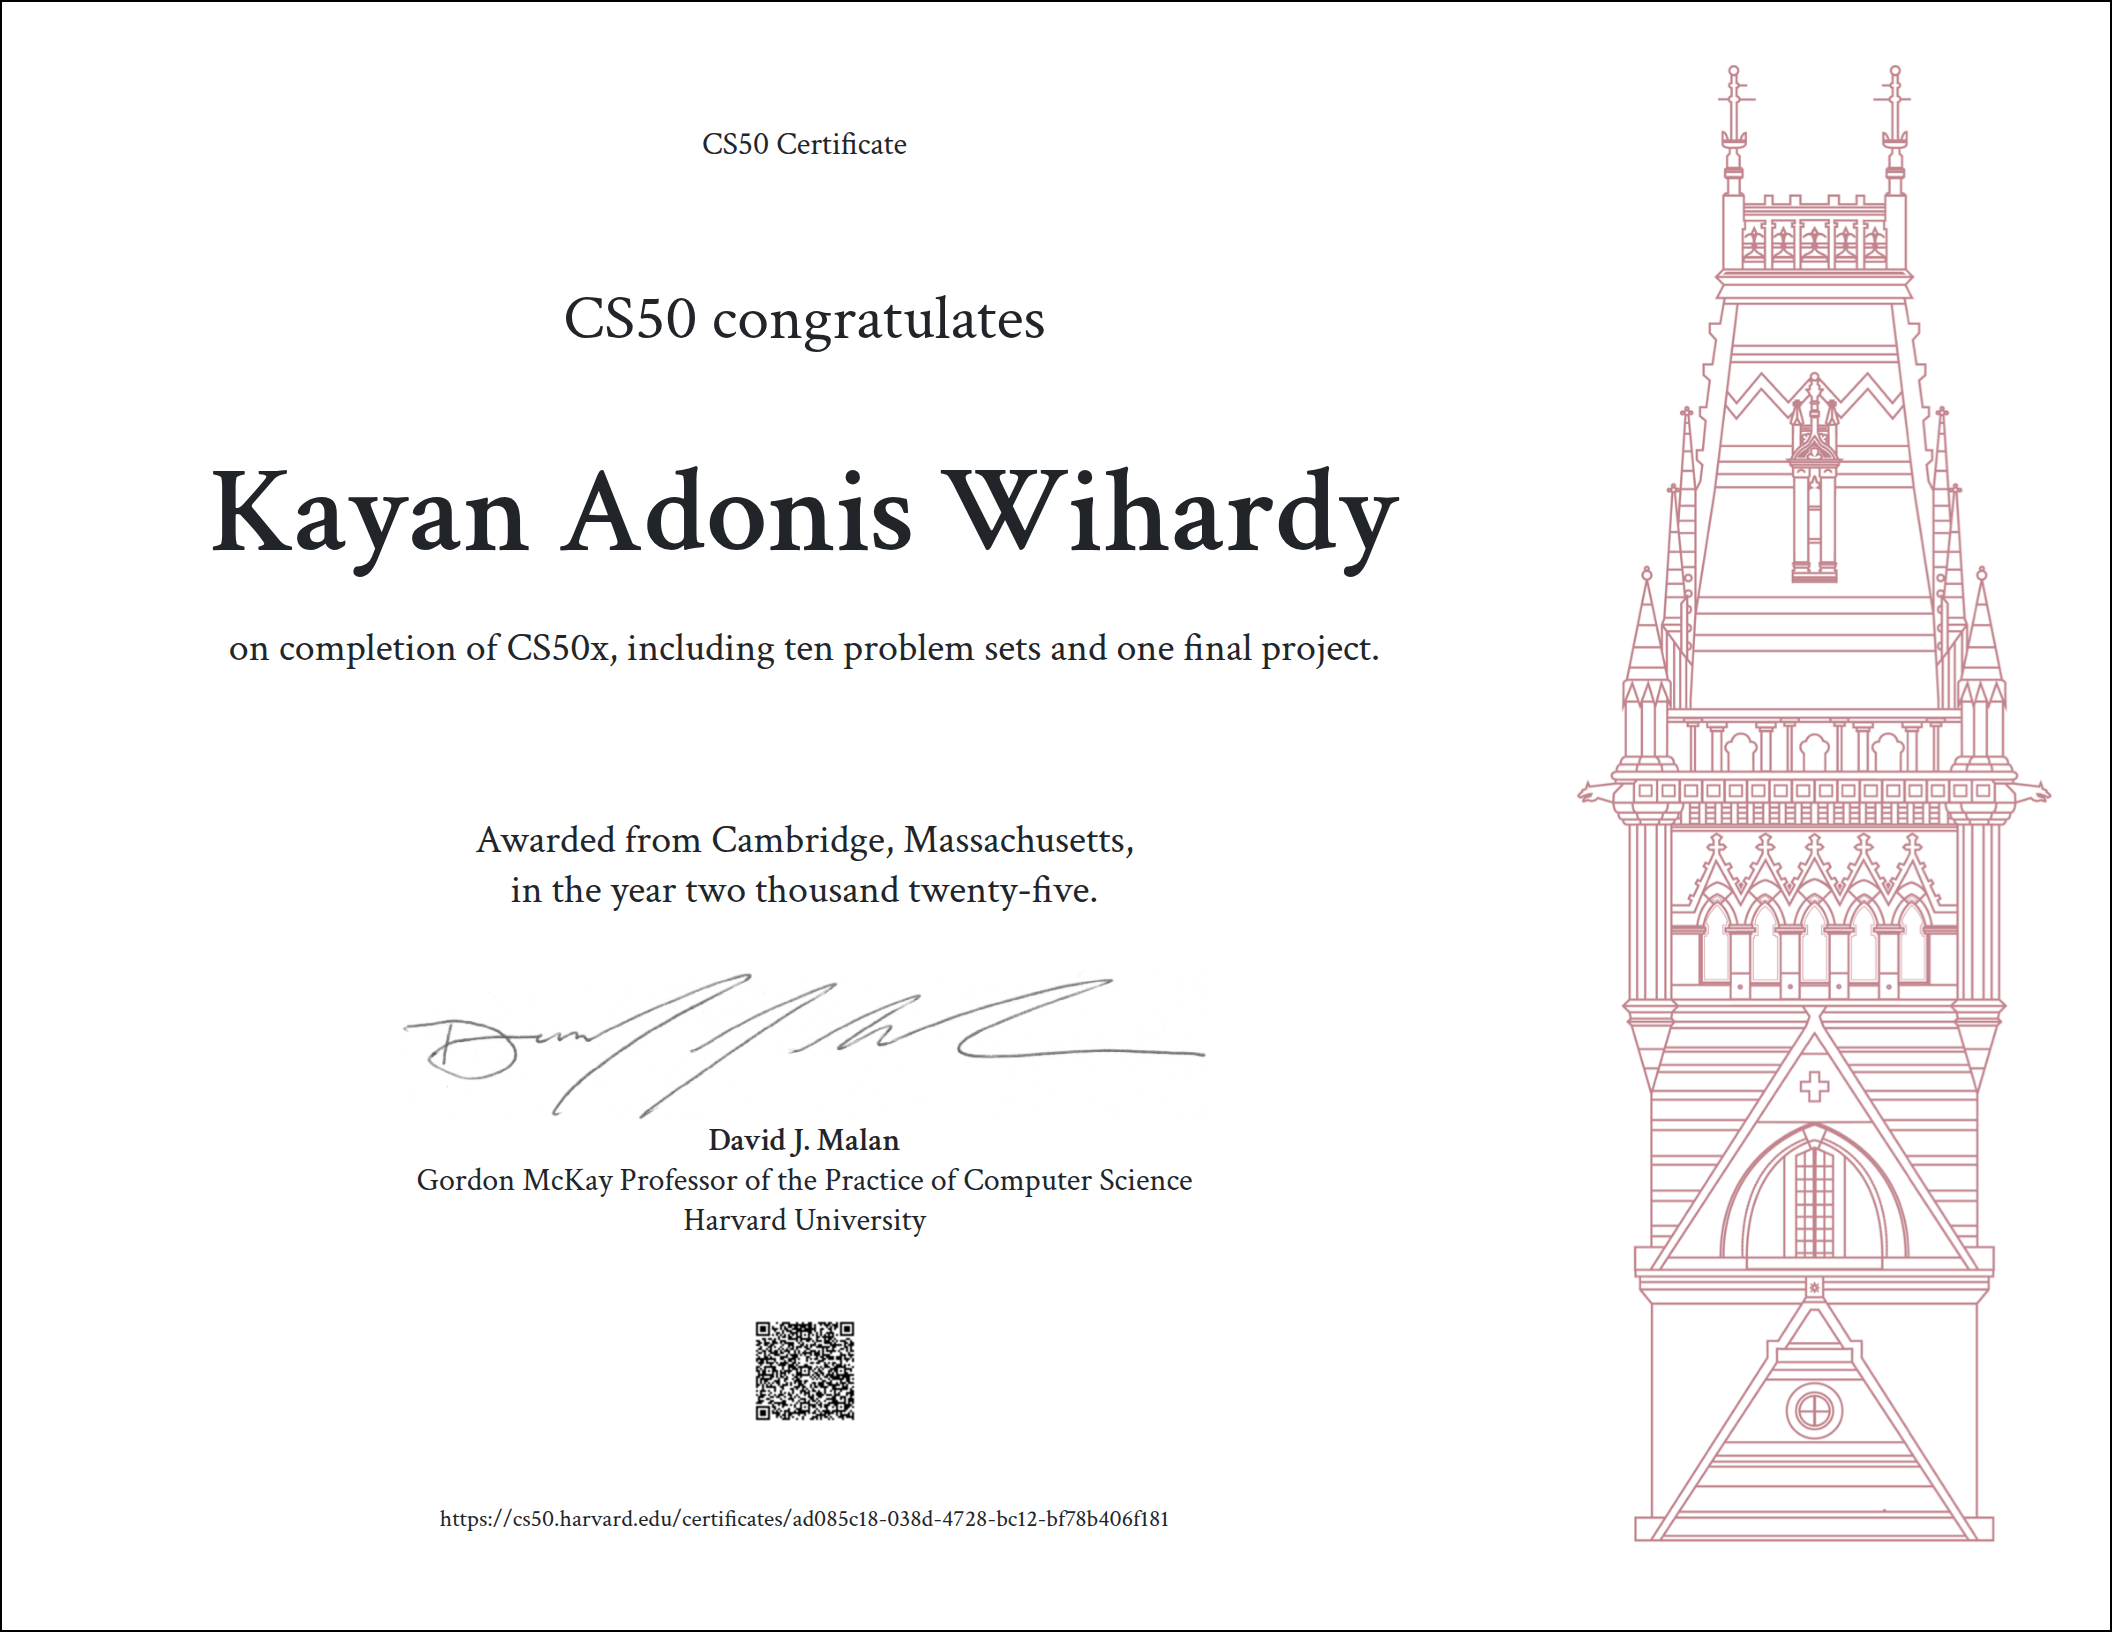 CS50 Certificate
CS50 congratulates
Kayan Adonis Wihardy
on completion of CS50x, including ten problem sets and one final project.
Awarded from Cambridge, Massachusetts,
in the year two thousand twenty-five.
David J. Malan
Gordon McKay Professor of the Practice of Computer Science
Harvard University
https://cs50.harvard.edu/certificates/ad085c18-038d-4728-bc12-bf78b406f181